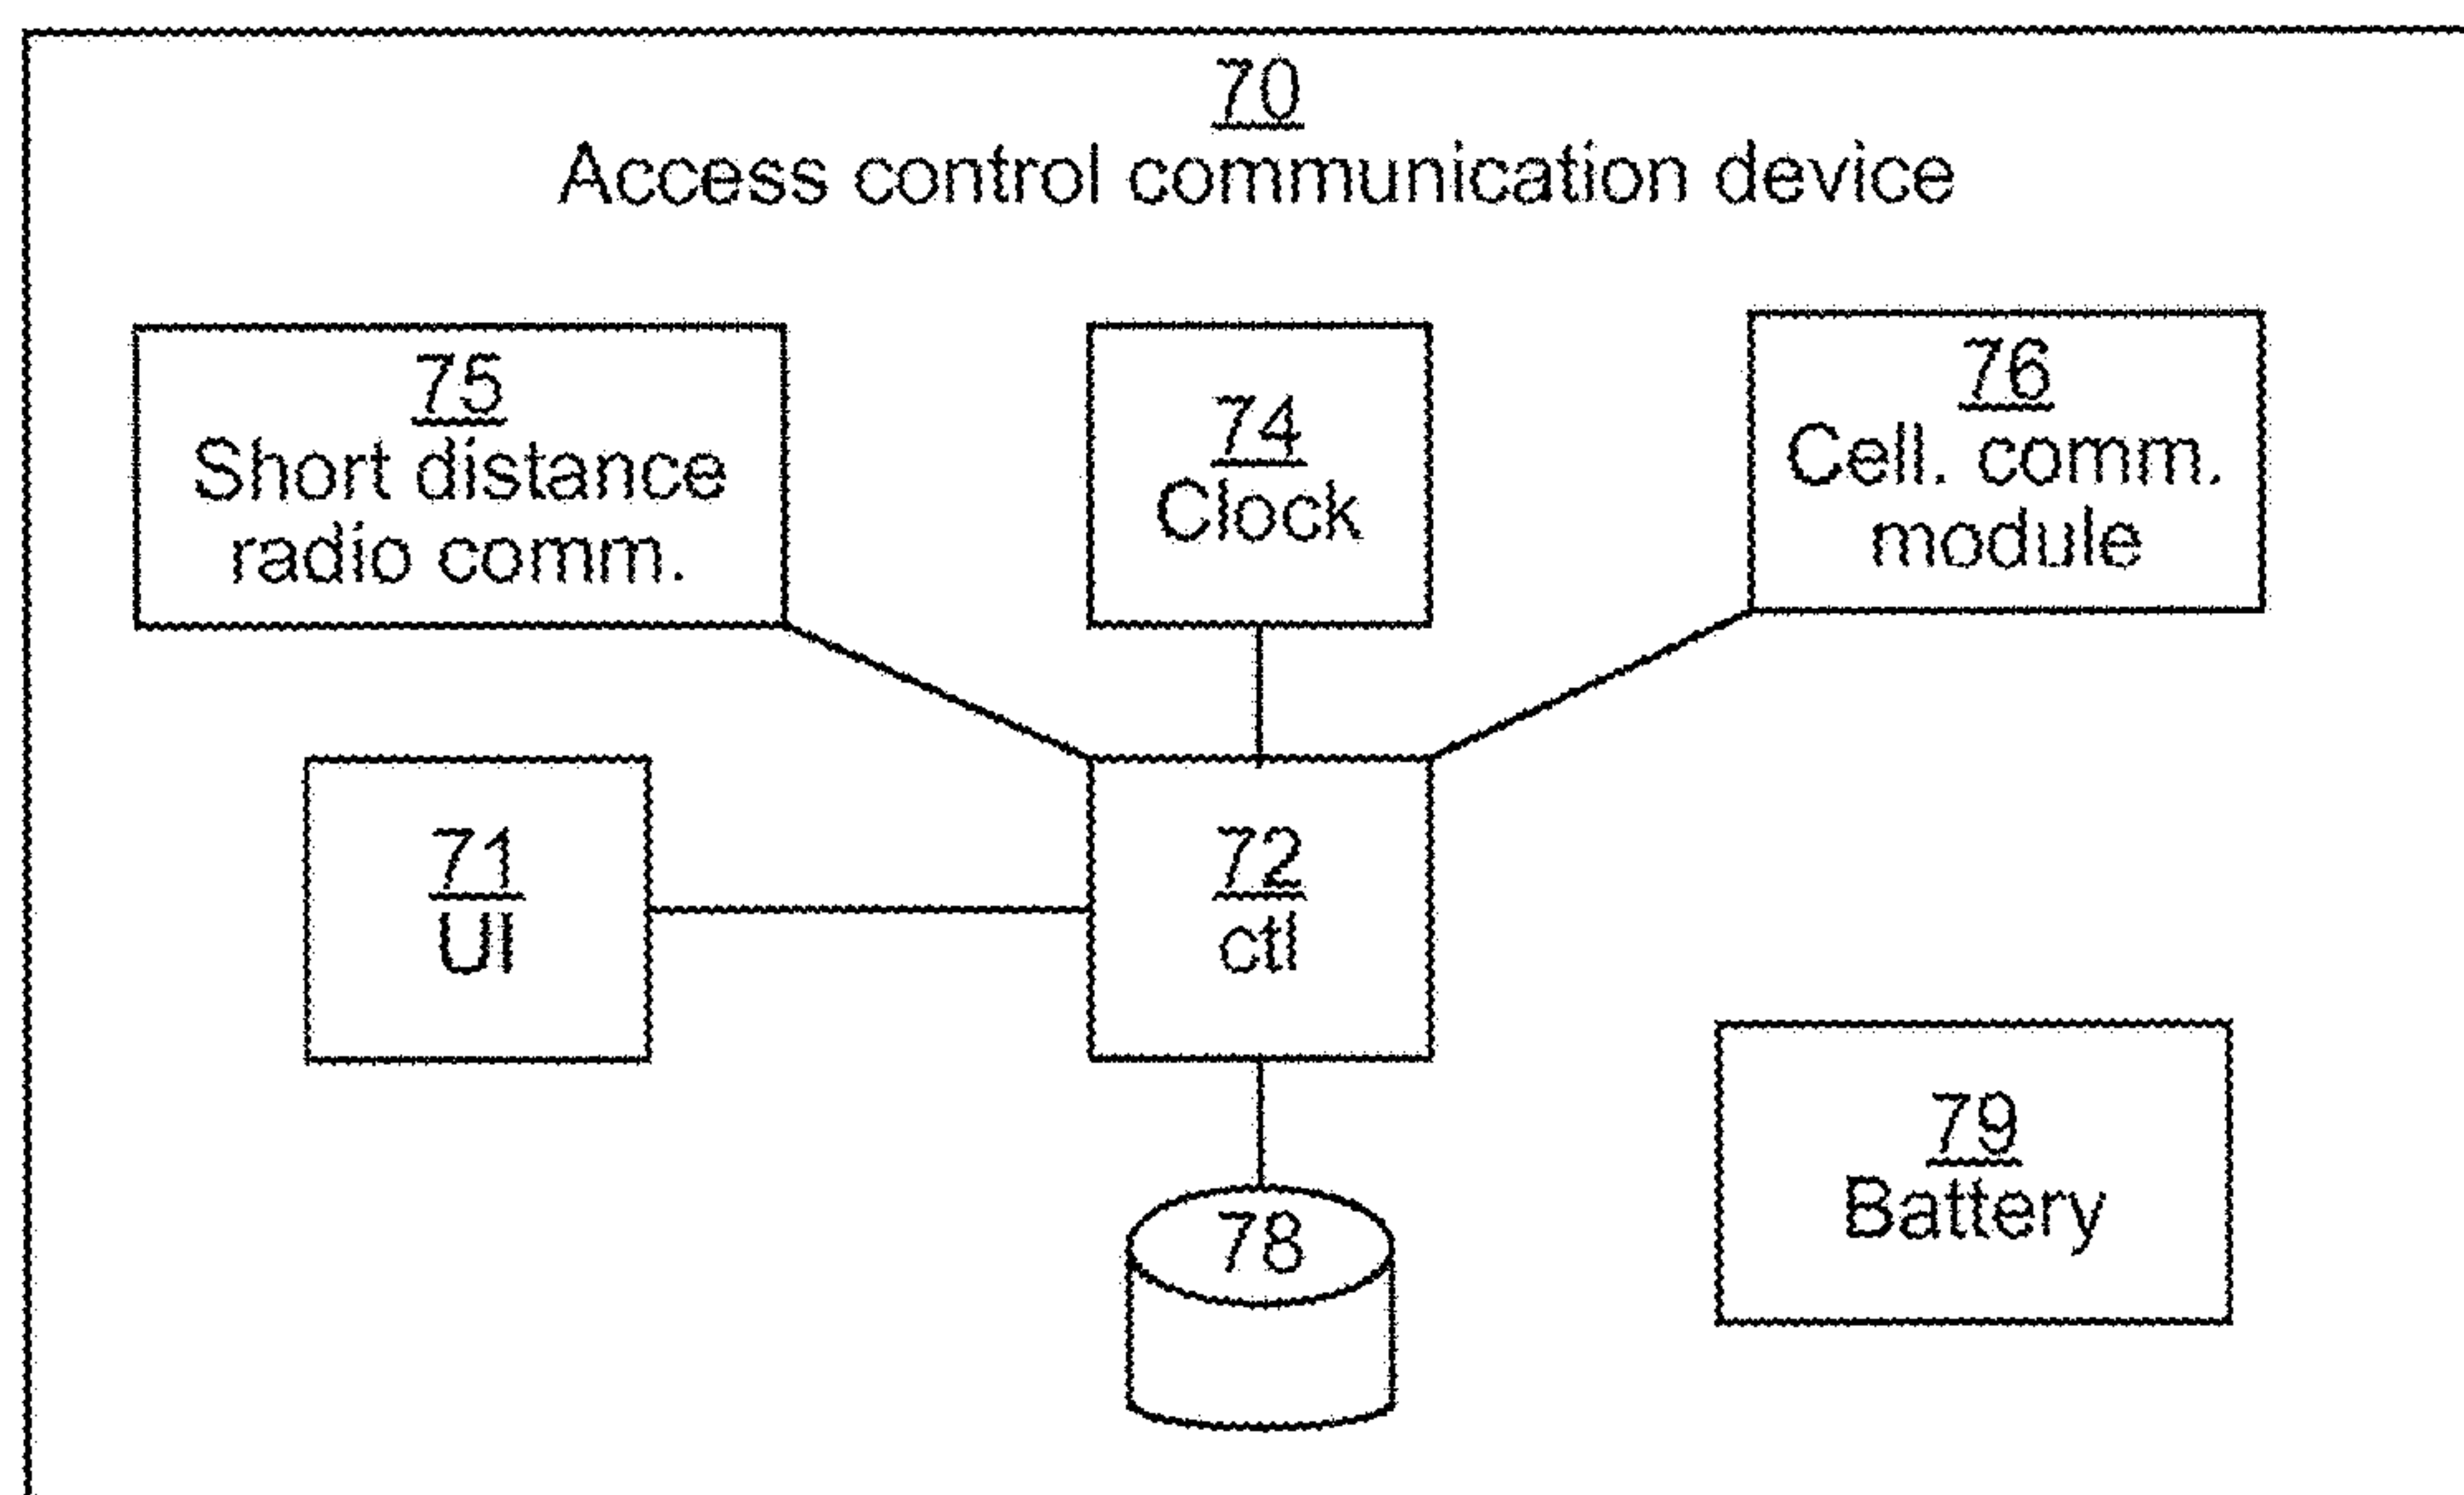 70
Access control communication device
75
Short distance
radio comm.
74
Clock
76
Cell. comm.
module
71
UI
72
ctl
79
Battery
78